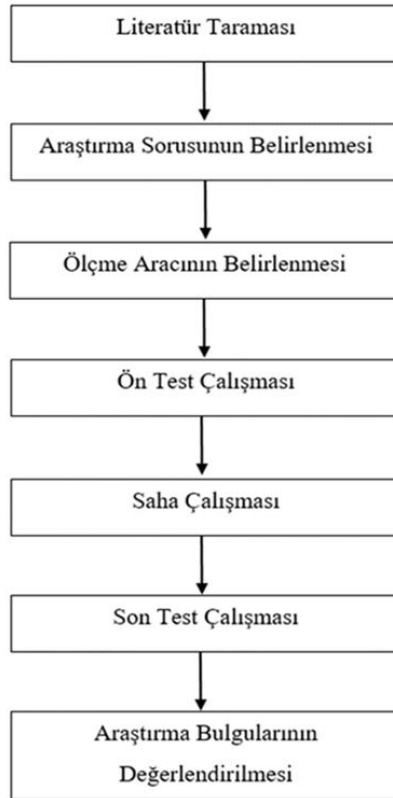 Literatür Taraması
Araştırma Sorusunun Belirlenmesi
Ölçme Aracının Belirlenmesi
Ön Test Çalışması
Saha Çalışması
Son Test Çalışması
Araştırma Bulgularının
Değerlendirilmesi